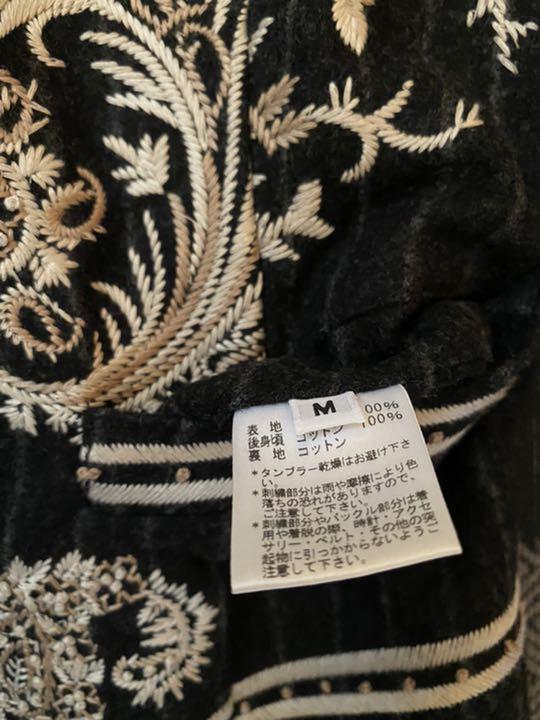 M
表 地 00%
後身頃 コットン 00%
裏 地 コットン
*タンブラー乾燥はお避け下さ
い。
*刺繍部分は雨や摩擦により色
落ちの恐れがありますので、
注意して下さい。
*刺繍部分やバックル部分は着
用や着脱の際、時計・アクセ
サリー・ベルト・その他の突
起物に引っかからないようご
注意して下さい。